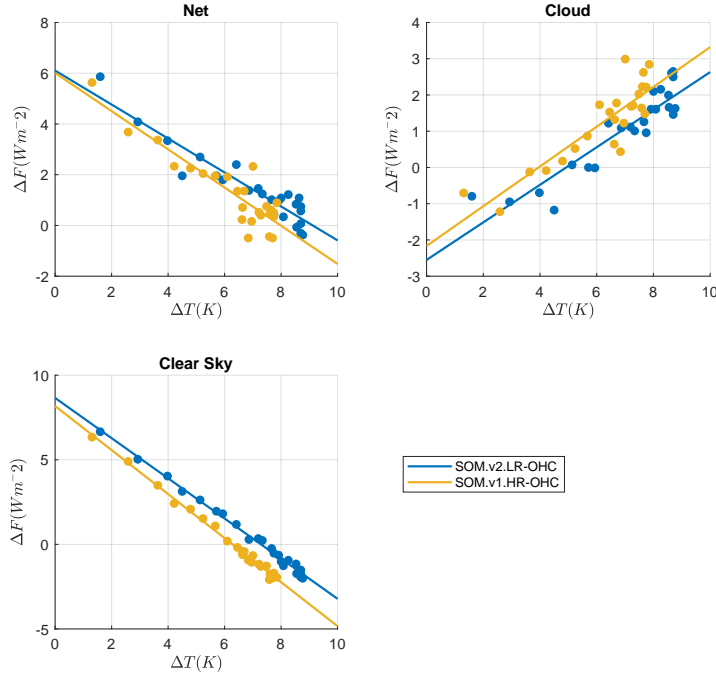 Net
8
6
4
2
0
-2
ΔF(Wm−2)
0 2 4 6 8 10
ΔT(K)
Cloud
4
3
2
1
0
-1
-2
-3
ΔF(Wm−2)
0 2 4 6 8 10
ΔT(K)
Clear Sky
10
5
0
-5
ΔF(Wm−2)
0 2 4 6 8 10
ΔT(K)
SOM.v2.LR-OHC
SOM.v1.HR-OHC